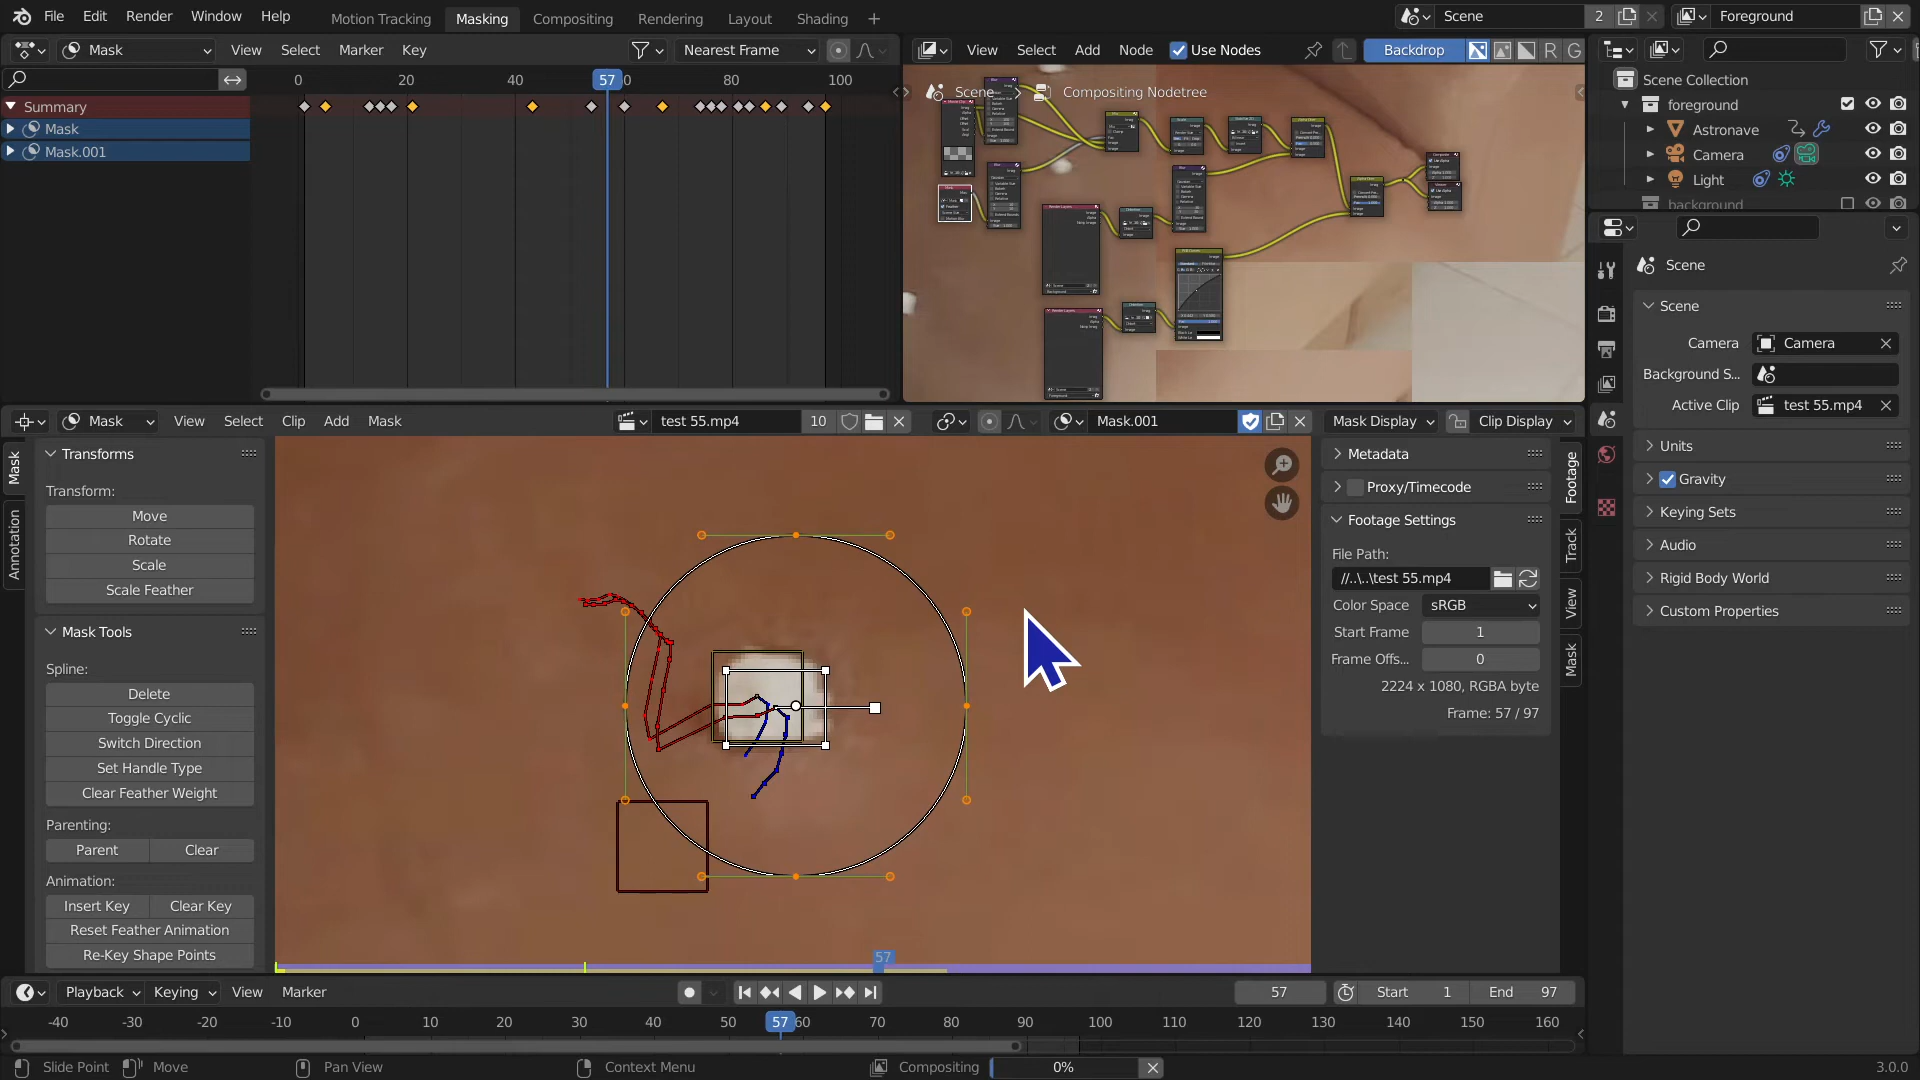 File Edit Render Window Help Motion Tracking Masking Compositing Rendering Layout Shading + Scene 2 Foreground
Mask View Select Marker Key Nearest Frame
View Select Add Node Use Nodes Backdrop R G
0 20 40 57 80 100
Summary
Mask
Mask.001
Scene Compositing Nodetree
Scene Collection
foreground
Astronave
Camera
Light
background
Scene
Scene
Camera Camera
Background S...
Active Clip test 55.mp4
Units
Gravity
Keying Sets
Audio
Rigid Body World
Custom Properties
Mask View Select Clip Add Mask test 55.mp4 10 Mask.001 Mask Display Clip Display
Mask
Annotation
Transforms
Transform:
Move
Rotate
Scale
Scale Feather
Mask Tools
Spline:
Delete
Toggle Cyclic
Switch Direction
Set Handle Type
Clear Feather Weight
Parenting:
Parent Clear
Animation:
Insert Key Clear Key
Reset Feather Animation
Re-Key Shape Points
57
Metadata
Proxy/Timecode
Footage Settings
File Path:
//..\..\test 55.mp4
Color Space sRGB
Start Frame 1
Frame Offs... 0
2224 x 1080, RGBA byte
Frame: 57 / 97
Footage
Track
View
Mask
Playback Keying View Marker 57 Start 1 End 97
-40 -30 -20 -10 0 10 20 30 40 50 57 60 70 80 90 100 110 120 130 140 150 160
Slide Point Move Pan View Context Menu Compositing 0% 3.0.0